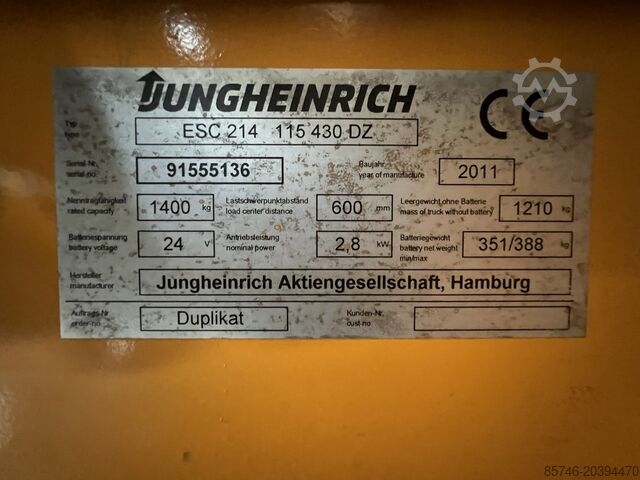 JUNGHEINRICH
Typ
type
ESC 214 115 430 DZ
CE
Serial-Nr.
serial no.
91555136
Baujahr
year of manufacture
2011
Nenntragfähigkeit
rated capacity
1400 kg
Lastschwerpunktabstand
load center distance
600 mm
Leergewicht ohne Batterie
mass of truck without battery
1210 kg
Batteriespannung
battery voltage
24 V
Antriebsleistung
nominal power
2,8 kW
Batteriegewicht
battery net weight
min/max
351/388 kg
Hersteller
manufacturer
Jungheinrich Aktiengesellschaft, Hamburg
Auftrags-Nr
order-no
Duplikat
Kunden-Nr.
cust-no
85746-20394470